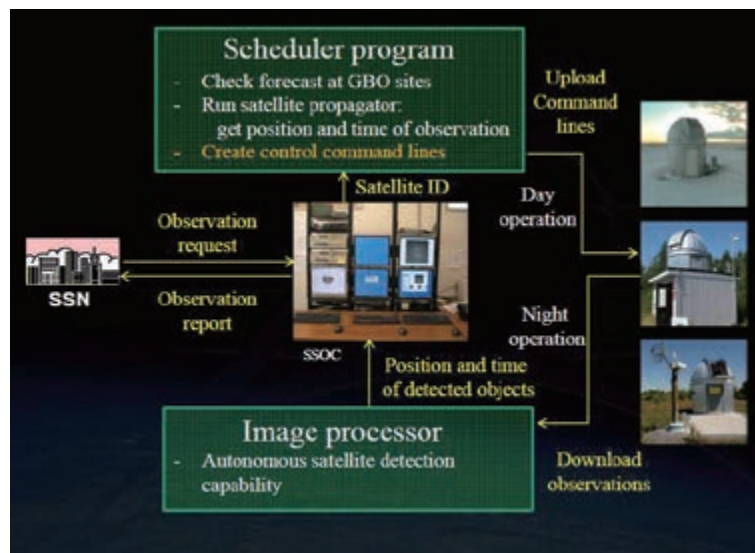 Scheduler program
- Check forecast at GBO sites
- Run satellite propagator:
get position and time of observation
- Create control command lines
Upload
Command
lines
Satellite ID
Day
operation
Observation
request
SSN
Observation
report
SSOC
Night
operation
Position and time
of detected objects
Image processor
- Autonomous satellite detection
capability
Download
observations